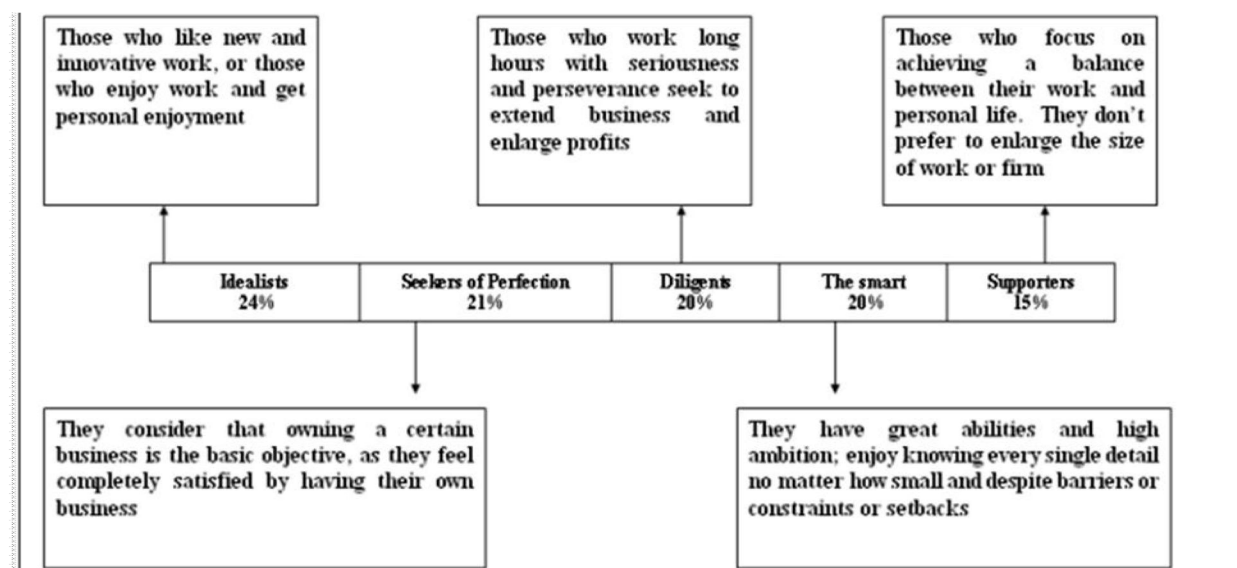 Those who like new and
innovative work, or those
who enjoy work and get
personal enjoyment
Those who work long
hours with seriousness
and perseverance seek to
extend business and
enlarge profits
Those who focus on
achieving a balance
between their work and
personal life. They don't
prefer to enlarge the size
of work or firm
Idealists
24%
Seekers of Perfection
21%
Diligents
20%
The smart
20%
Supporters
15%
They consider that owning a certain
business is the basic objective, as they feel
completely satisfied by having their own
business
They have great abilities and high
ambition; enjoy knowing every single detail
no matter how small and despite barriers or
constraints or setbacks